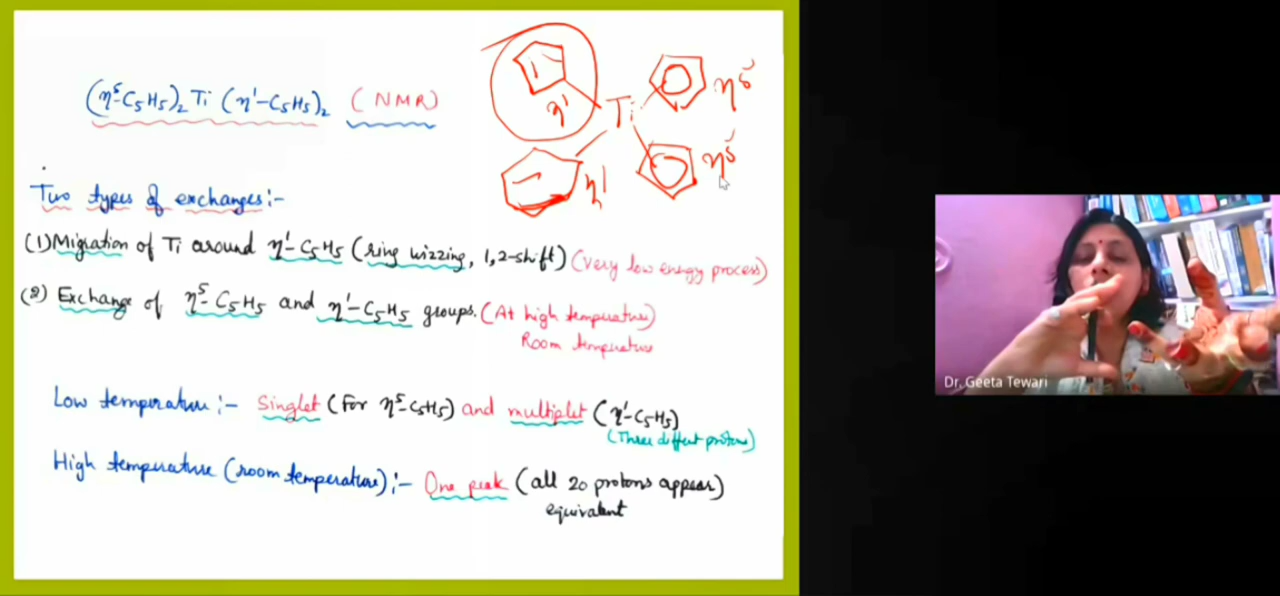 (η⁵-C₅H₅)₂ Ti (η¹-C₅H₅)₂ (NMR)
η¹ Ti η⁵
η¹ η⁵
Two types of exchanges:-
(1) Migration of Ti around η¹-C₅H₅ (ring wizzing, 1,2-shift) (Very low energy process)
(2) Exchange of η⁵-C₅H₅ and η¹-C₅H₅ groups. (At high temperature)
Room temperature
Low temperature:- Singlet (For η⁵-C₅H₅) and multiplet (η¹-C₅H₅)
(Three diffent protons)
High temperature (room temperature):- One peak (all 20 protons appear)
equivalent
Dr. Geeta Tewari